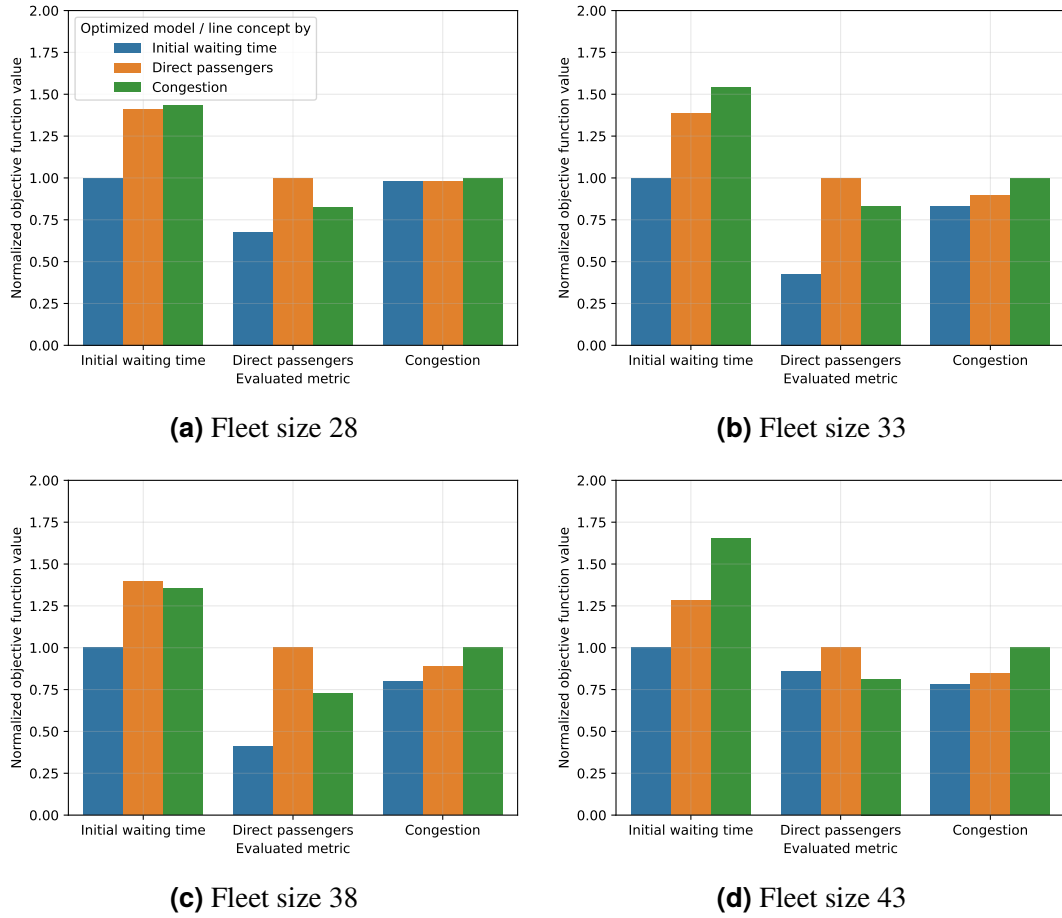 2.00
1.75
1.50
1.25
1.00
0.75
0.50
0.25
0.00
Normalized objective function value
Optimized model / line concept by
Initial waiting time
Direct passengers
Congestion
Initial waiting time Direct passengers Congestion
Evaluated metric
(a) Fleet size 28
2.00
1.75
1.50
1.25
1.00
0.75
0.50
0.25
0.00
Normalized objective function value
Initial waiting time Direct passengers Congestion
Evaluated metric
(b) Fleet size 33
2.00
1.75
1.50
1.25
1.00
0.75
0.50
0.25
0.00
Normalized objective function value
Initial waiting time Direct passengers Congestion
Evaluated metric
(c) Fleet size 38
2.00
1.75
1.50
1.25
1.00
0.75
0.50
0.25
0.00
Normalized objective function value
Initial waiting time Direct passengers Congestion
Evaluated metric
(d) Fleet size 43